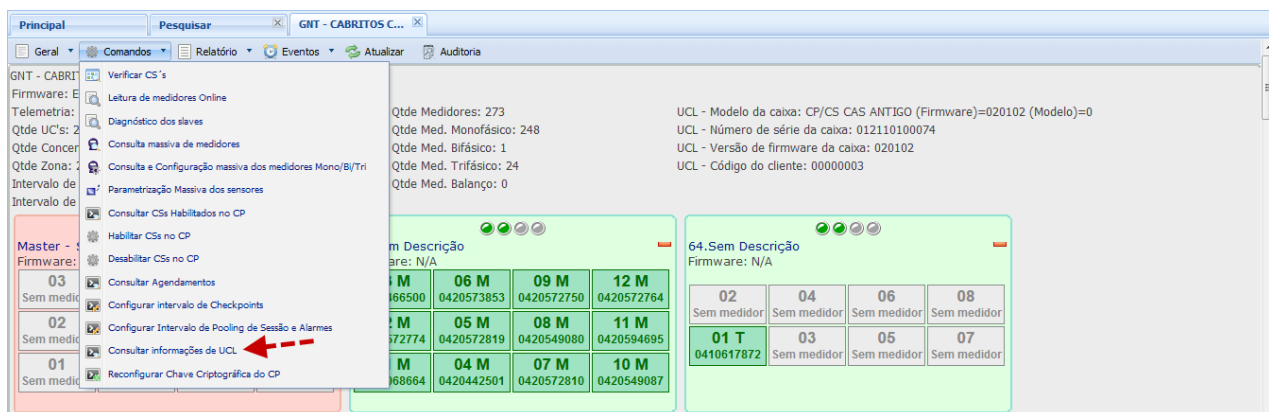 Principal Pesquisar GNT - CABRITOS C...
Geral Comandos Relatório Eventos Atualizar Auditoria
GNT - CABRIT
Firmware: E
Telemetria:
Qtde UC's: 2
Qtde Concer
Qtde Zona: 2
Intervalo de
Intervalo de
Verificar CS´s
Leitura de medidores Online
Diagnóstico dos slaves
Consulta massiva de medidores
Consulta e Configuração massiva dos medidores Mono/Bi/Tri
Parametrização Massiva dos sensores
Consultar CSs Habilitados no CP
Habilitar CSs no CP
Desabilitar CSs no CP
Consultar Agendamentos
Configurar intervalo de Checkpoints
Configurar Intervalo de Pooling de Sessão e Alarmes
Consultar informações de UCL
Reconfigurar Chave Criptográfica do CP
Qtde Medidores: 273
Qtde Med. Monofásico: 248
Qtde Med. Bifásico: 1
Qtde Med. Trifásico: 24
Qtde Med. Balanço: 0
UCL - Modelo da caixa: CP/CS CAS ANTIGO (Firmware)=020102 (Modelo)=0
UCL - Número de série da caixa: 012110100074
UCL - Versão de firmware da caixa: 020102
UCL - Código do cliente: 00000003
Master - S
Firmware:
03
Sem medic
02
Sem medic
01
Sem medic
m Descrição
are: N/A
M 06 M 09 M 12 M
66500 0420573853 0420572750 0420572764
M 05 M 08 M 11 M
572774 0420572819 0420549080 0420594695
M 04 M 07 M 10 M
068664 0420442501 0420572810 0420549087
64.Sem Descrição
Firmware: N/A
02 04 06 08
Sem medidor Sem medidor Sem medidor Sem medidor
01 T 03 05 07
0410617872 Sem medidor Sem medidor Sem medidor